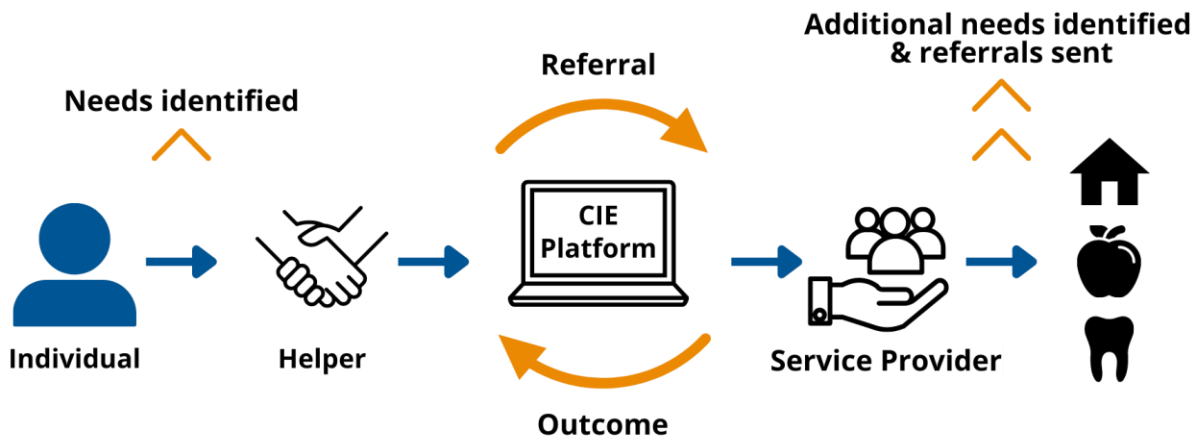 Needs identified
Individual
Helper
Referral
CIE
Platform
Outcome
Service Provider
Additional needs identified
& referrals sent